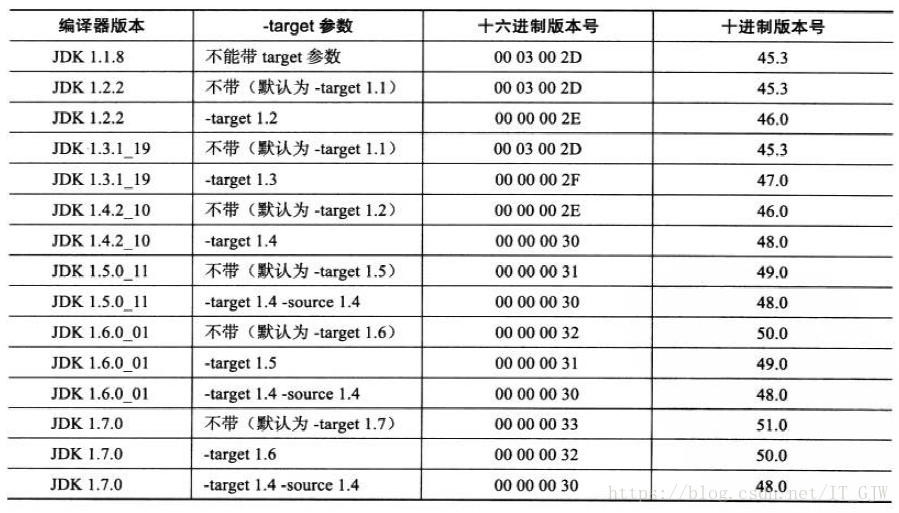 编译器版本 -target 参数 十六进制版本号 十进制版本号
JDK 1.1.8 不能带 target 参数 00 03 00 2D 45.3
JDK 1.2.2 不带（默认为 -target 1.1） 00 03 00 2D 45.3
JDK 1.2.2 -target 1.2 00 00 00 2E 46.0
JDK 1.3.1_19 不带（默认为 -target 1.1） 00 03 00 2D 45.3
JDK 1.3.1_19 -target 1.3 00 00 00 2F 47.0
JDK 1.4.2_10 不带（默认为 -target 1.2） 00 00 00 2E 46.0
JDK 1.4.2_10 -target 1.4 00 00 00 30 48.0
JDK 1.5.0_11 不带（默认为 -target 1.5） 00 00 00 31 49.0
JDK 1.5.0_11 -target 1.4 -source 1.4 00 00 00 30 48.0
JDK 1.6.0_01 不带（默认为 -target 1.6） 00 00 00 32 50.0
JDK 1.6.0_01 -target 1.5 00 00 00 31 49.0
JDK 1.6.0_01 -target 1.4 -source 1.4 00 00 00 30 48.0
JDK 1.7.0 不带（默认为 -target 1.7） 00 00 00 33 51.0
JDK 1.7.0 -target 1.6 00 00 00 32 50.0
JDK 1.7.0 -target 1.4 -source 1.4 00 00 00 30 48.0
https://blog.csdn.net/IT_GJW